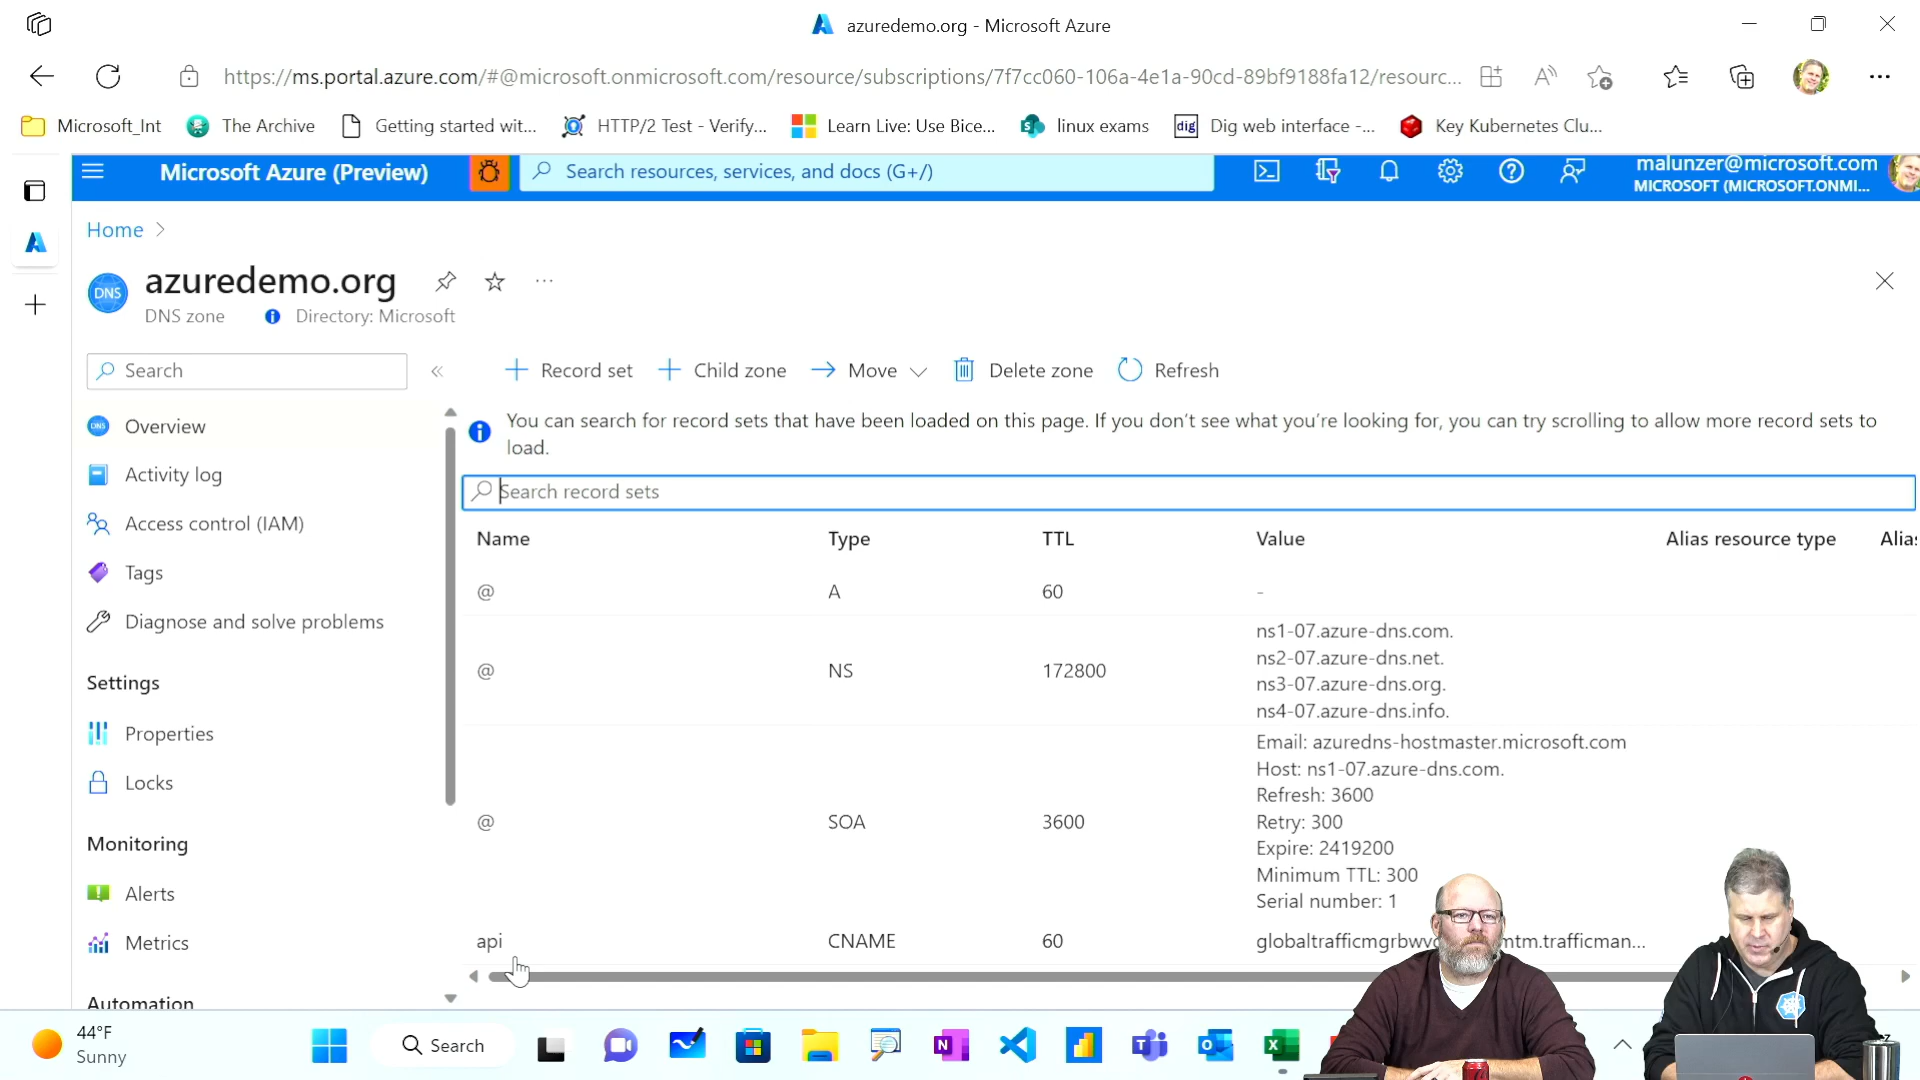 azuredemo.org - Microsoft Azure
https://ms.portal.azure.com/#@microsoft.onmicrosoft.com/resource/subscriptions/7f7cc060-106a-4e1a-90cd-89bf9188fa12/resourc...
Microsoft_Int
The Archive
Getting started wit...
HTTP/2 Test - Verify...
Learn Live: Use Bice...
linux exams
dig
Dig web interface -...
Key Kubernetes Clu...
Microsoft Azure (Preview)
Search resources, services, and docs (G+/)
malunzer@microsoft.com
MICROSOFT (MICROSOFT.ONMI...
Home
DNS
azuredemo.org
DNS zone
Directory: Microsoft
Search
Record set
Child zone
Move
Delete zone
Refresh
Overview
Activity log
Access control (IAM)
Tags
Diagnose and solve problems
Settings
Properties
Locks
Monitoring
Alerts
Metrics
Automation
You can search for record sets that have been loaded on this page. If you don't see what you're looking for, you can try scrolling to allow more record sets to
load.
Search record sets
Name Type TTL Value Alias resource type Alia
@ A 60 -
@ NS 172800
ns1-07.azure-dns.com.
ns2-07.azure-dns.net.
ns3-07.azure-dns.org.
ns4-07.azure-dns.info.
@ SOA 3600
Email: azuredns-hostmaster.microsoft.com
Host: ns1-07.azure-dns.com.
Refresh: 3600
Retry: 300
Expire: 2419200
Minimum TTL: 300
Serial number: 1
api CNAME 60 mtm.trafficman...
44°F
Sunny
Search